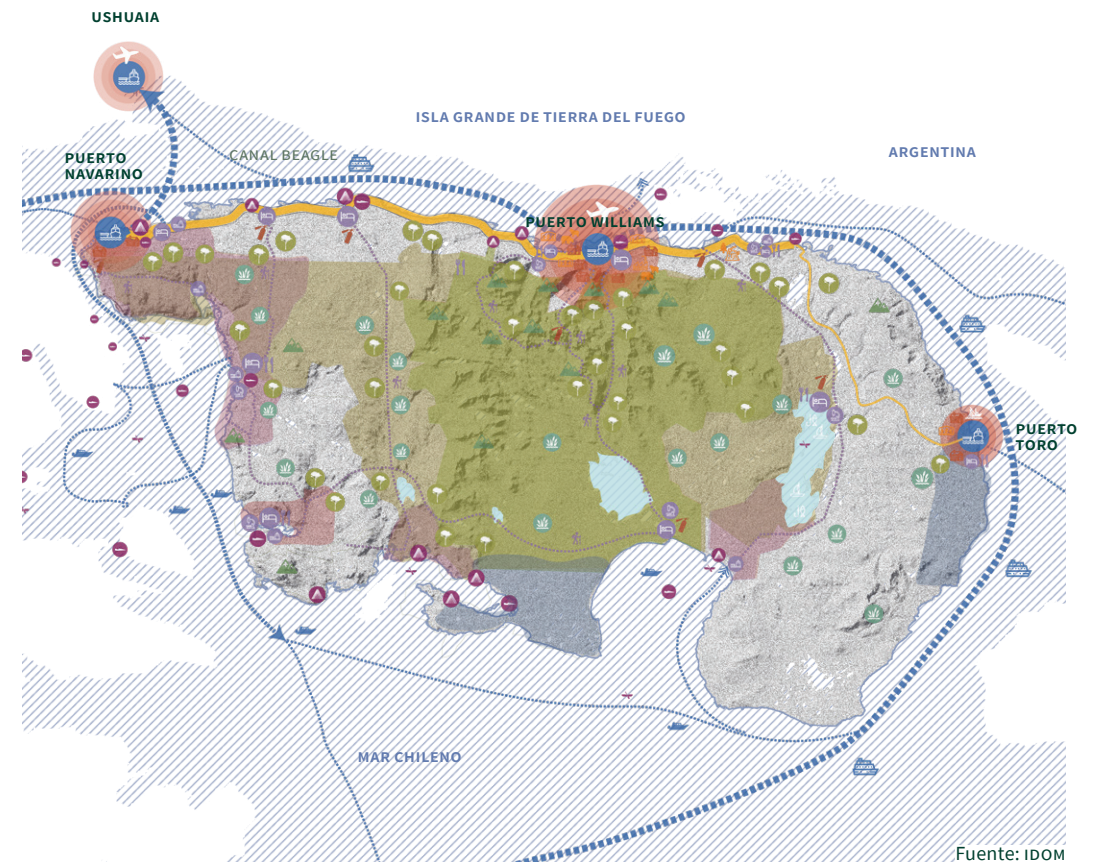 USHUAIA
ISLA GRANDE DE TIERRA DEL FUEGO
CANAL BEAGLE
ARGENTINA
PUERTO
NAVARINO
PUERTO WILLIAMS
PUERTO
TORO
MAR CHILENO
Fuente: IDOM